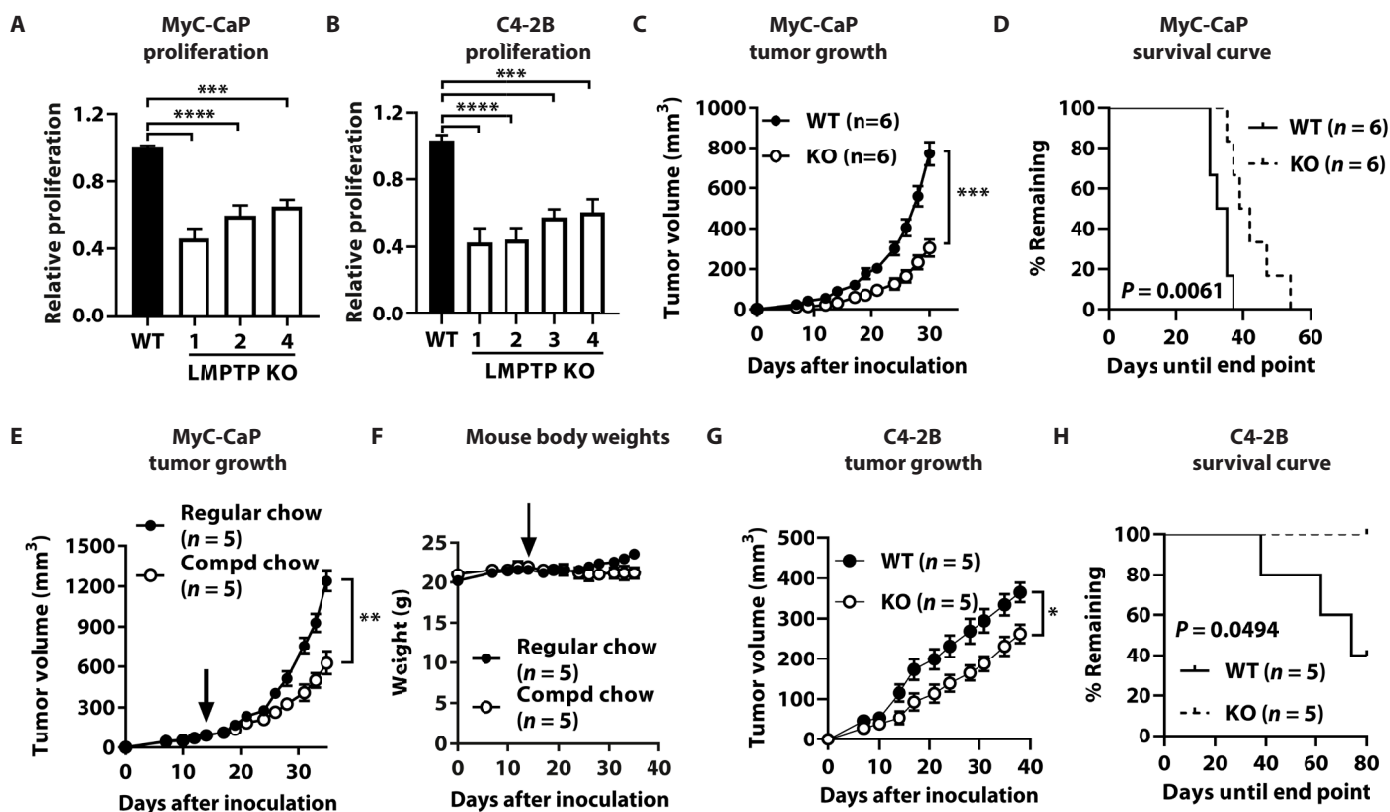 A
MyC-CaP
proliferation
***
****
Relative proliferation
1.2
0.8
0.4
0.0
WT
1
2
4
LMPTP KO
B
C4-2B
proliferation
***
****
Relative proliferation
1.2
0.8
0.4
0.0
WT
1
2
3
4
LMPTP KO
C
MyC-CaP
tumor growth
Tumor volume (mm3)
1000
800
600
400
200
0
WT (n=6)
KO (n=6)
***
0
10
20
30
Days after inoculation
D
MyC-CaP
survival curve
% Remaining
100
80
60
40
20
0
WT (n = 6)
KO (n = 6)
P = 0.0061
0
20
40
60
Days until end point
E
MyC-CaP
tumor growth
Regular chow
(n = 5)
Compd chow
(n = 5)
Tumor volume (mm3)
1500
1200
900
600
300
0
**
0
10
20
30
Days after inoculation
F
Mouse body weights
Weight (g)
25
20
15
10
5
0
Regular chow
(n = 5)
Compd chow
(n = 5)
0
10
20
30
40
Days after inoculation
G
C4-2B
tumor growth
Tumor volume (mm3)
500
400
300
200
100
0
WT (n = 5)
KO (n = 5)
*
0
10
20
30
40
Days after inoculation
H
C4-2B
survival curve
% Remaining
100
80
60
40
20
0
P = 0.0494
WT (n = 5)
KO (n = 5)
0
20
40
60
80
Days until end point